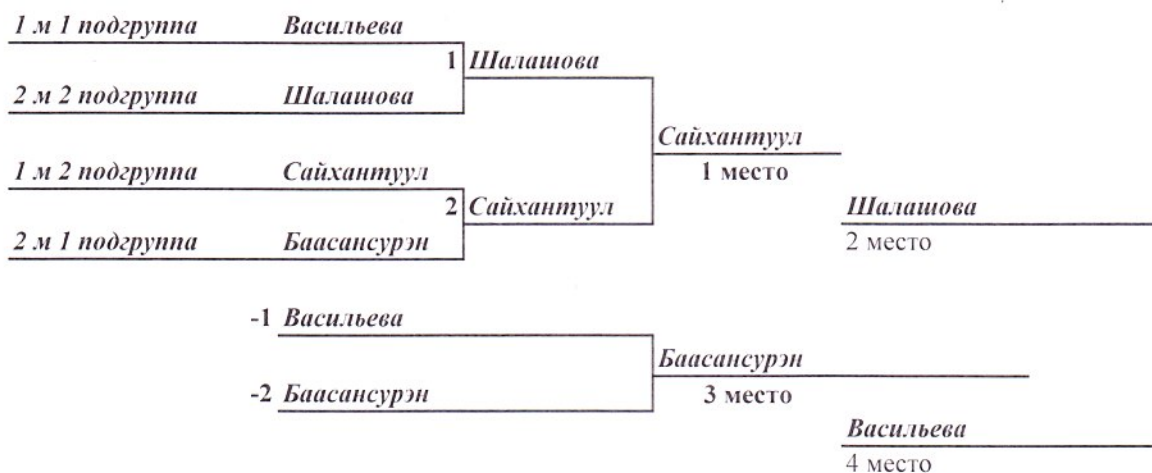 1 м 1 подгруппа Васильева
1 Шалашова
2 м 2 подгруппа Шалашова
Сайхантуул
1 место
1 м 2 подгруппа Сайхантуул
2 Сайхантуул
Шалашова
2 место
2 м 1 подгруппа Баасансурэн
-1 Васильева
Баасансурэн
3 место
-2 Баасансурэн
Васильева
4 место